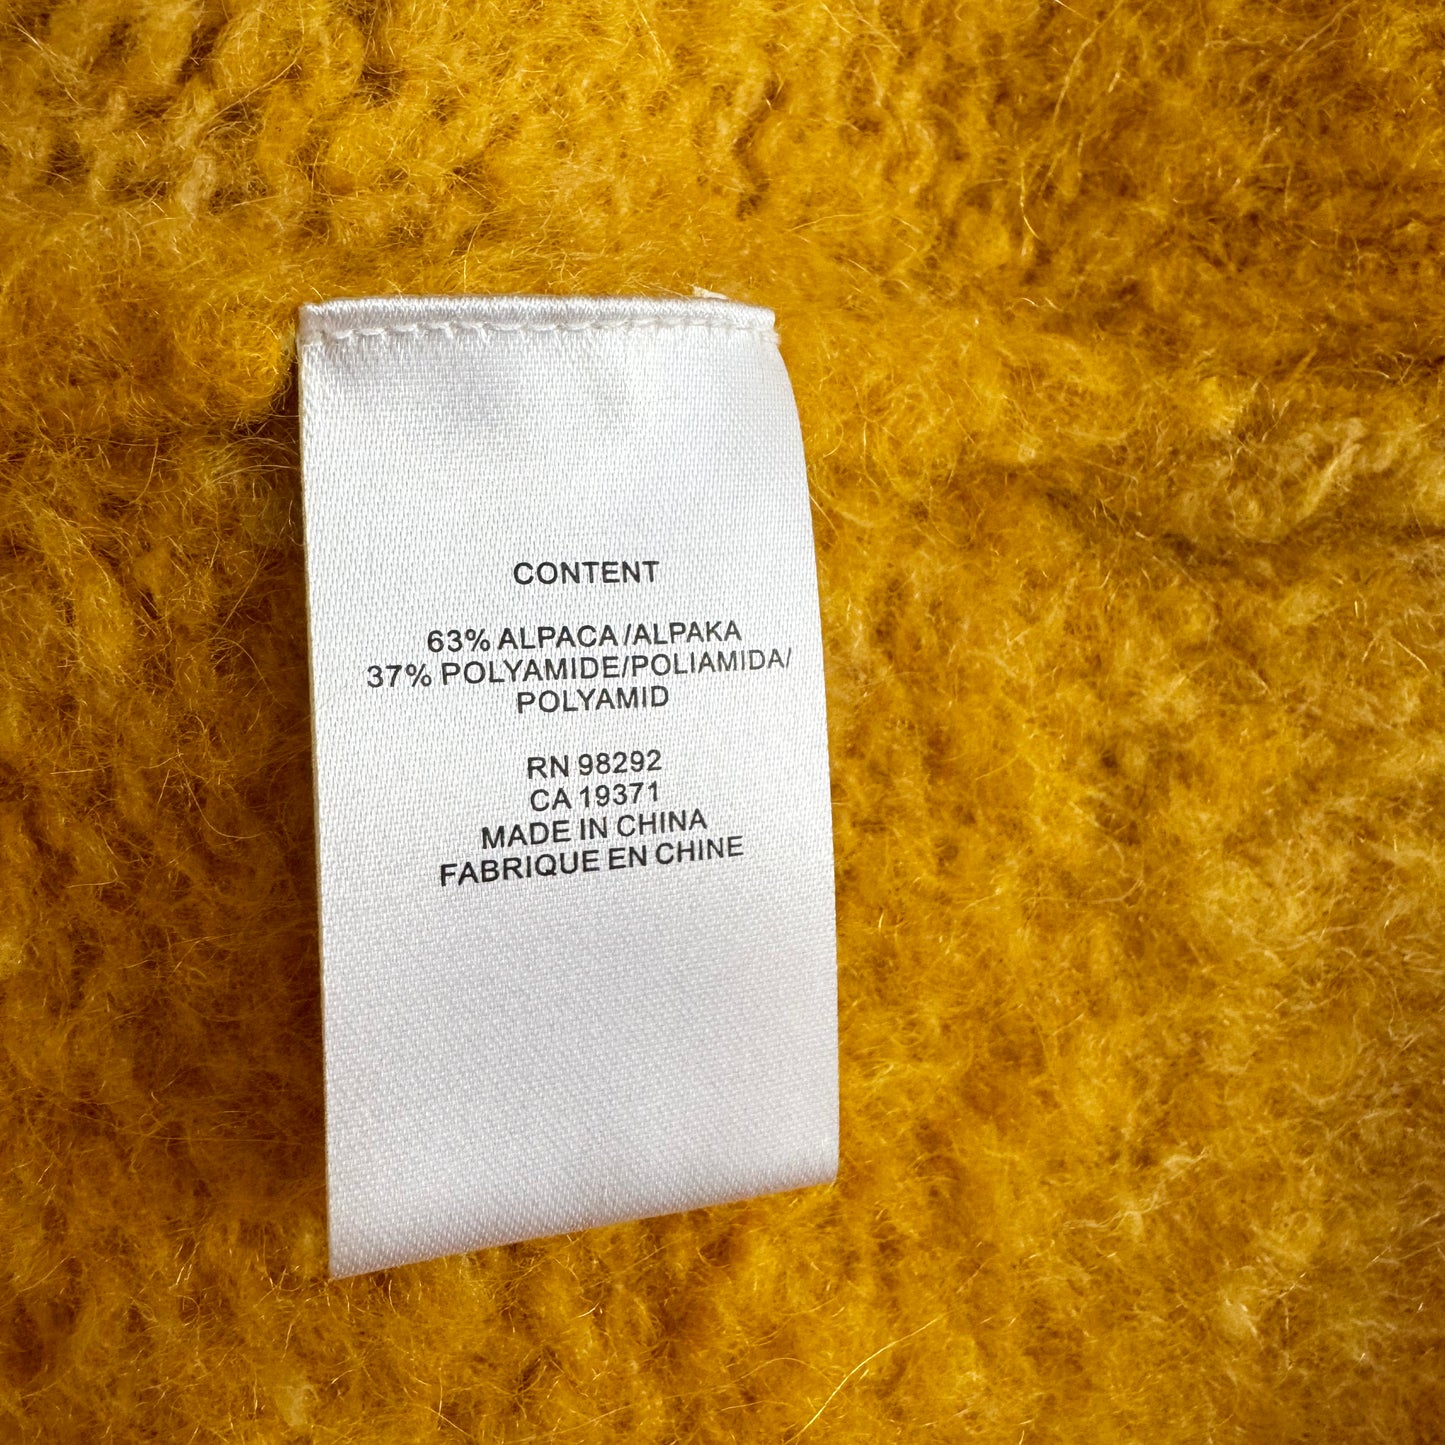 CONTENT
63% ALPACA/ALPAKA
37% POLYAMIDE/POLIAMIDA/
POLYAMID
RN 98292
CA 19371
MADE IN CHINA
FABRIQUE EN CHINE